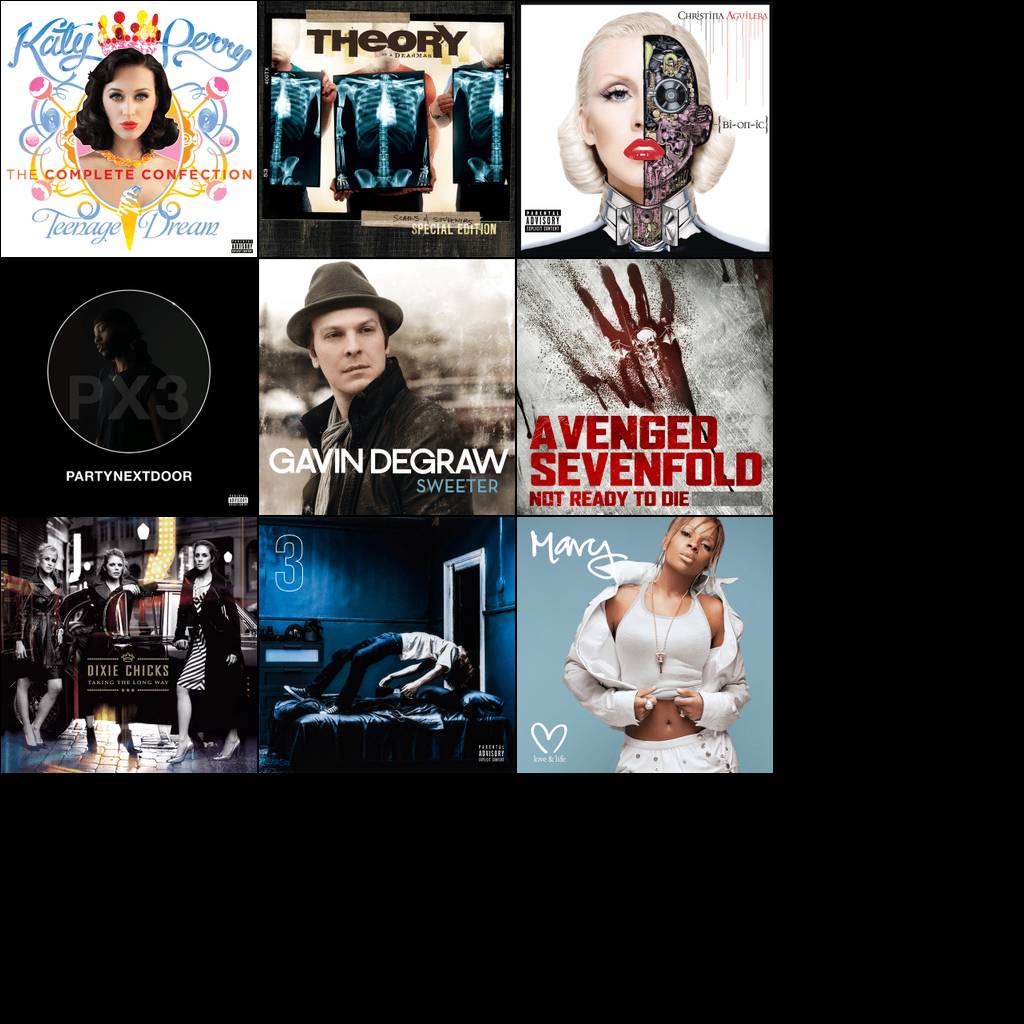 Katy Perry
THE COMPLETE CONFECTION
Teenage Dream
PARENTAL
ADVISORY
EXPLICIT CONTENT
THEORY
OF A DEADMAN
SCARS & SOUVENIRS
SPECIAL EDITION
CHRISTINA AGUILERA
{Bi-on-ic}
PARENTAL
ADVISORY
EXPLICIT CONTENT
PX3
PARTYNEXTDOOR
PARENTAL
ADVISORY
EXPLICIT CONTENT
GAVIN DEGRAW
SWEETER
AVENGED
SEVENFOLD
NOT READY TO DIE
DIXIE CHICKS
TAKING THE LONG WAY
3
PARENTAL
ADVISORY
EXPLICIT CONTENT
Mary
love & life